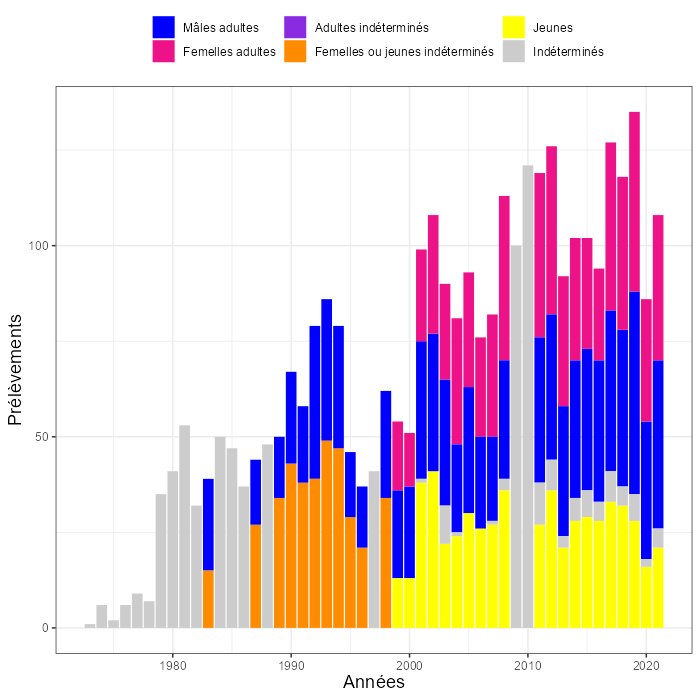 Mâles adultes
Adultes indéterminés
Jeunes
Femelles adultes
Femelles ou jeunes indéterminés
Indéterminés
Prélèvements
100
50
0
1980
1990
2000
2010
2020
Années